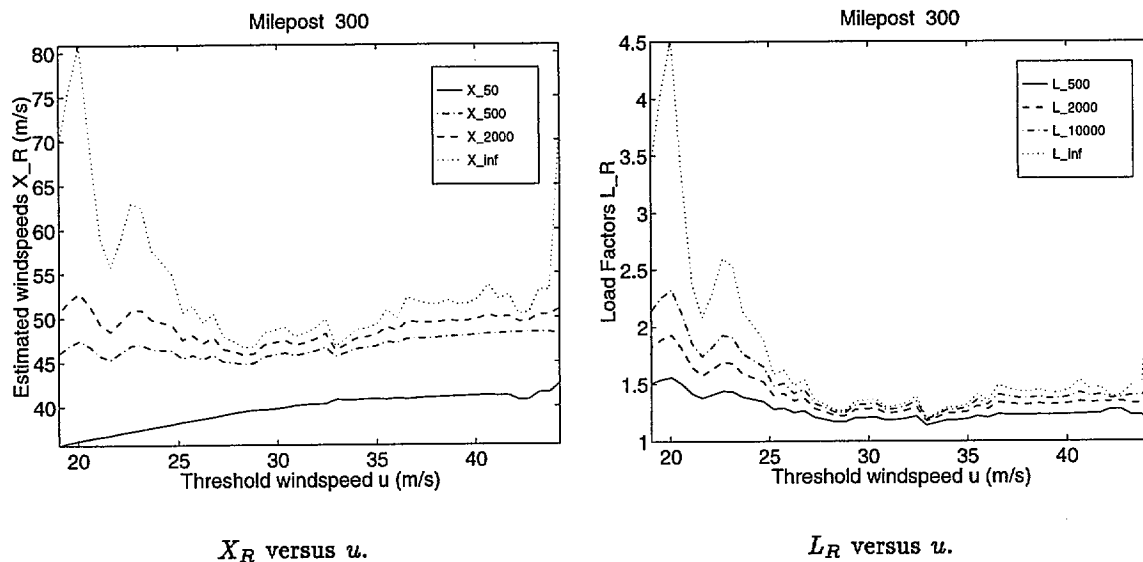 Milepost 300
Estimated windspeeds X_R (m/s)
80
75
70
65
60
55
50
45
40
X_50
X_500
X_2000
X_inf
20 25 30 35 40
Threshold windspeed u (m/s)
X_R versus u.
Milepost 300
Load Factors L_R
4.5
4
3.5
3
2.5
2
1.5
1
L_500
L_2000
L_10000
L_inf
20 25 30 35 40
Threshold windspeed u (m/s)
L_R versus u.